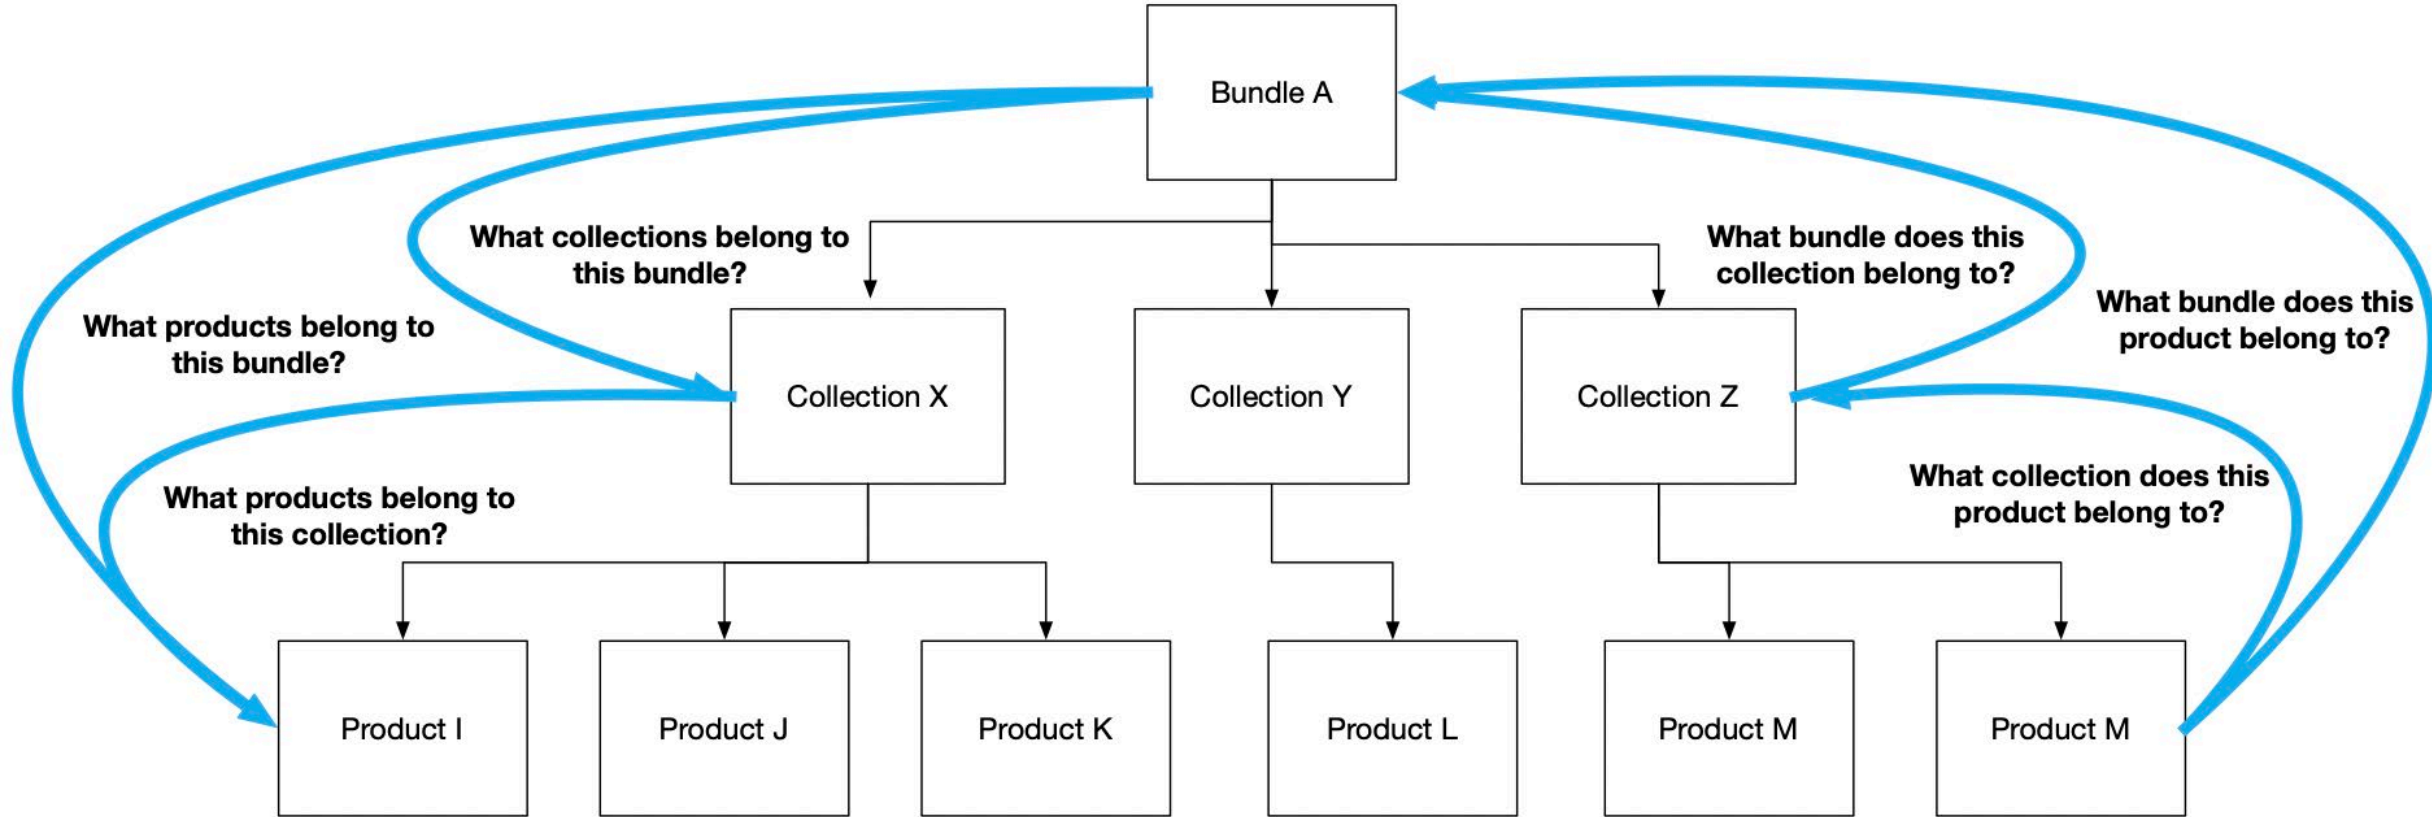 Bundle A
What collections belong to
this bundle?
What bundle does this
collection belong to?
What products belong to
this bundle?
What bundle does this
product belong to?
Collection X
Collection Y
Collection Z
What products belong to
this collection?
What collection does this
product belong to?
Product I
Product J
Product K
Product L
Product M
Product M